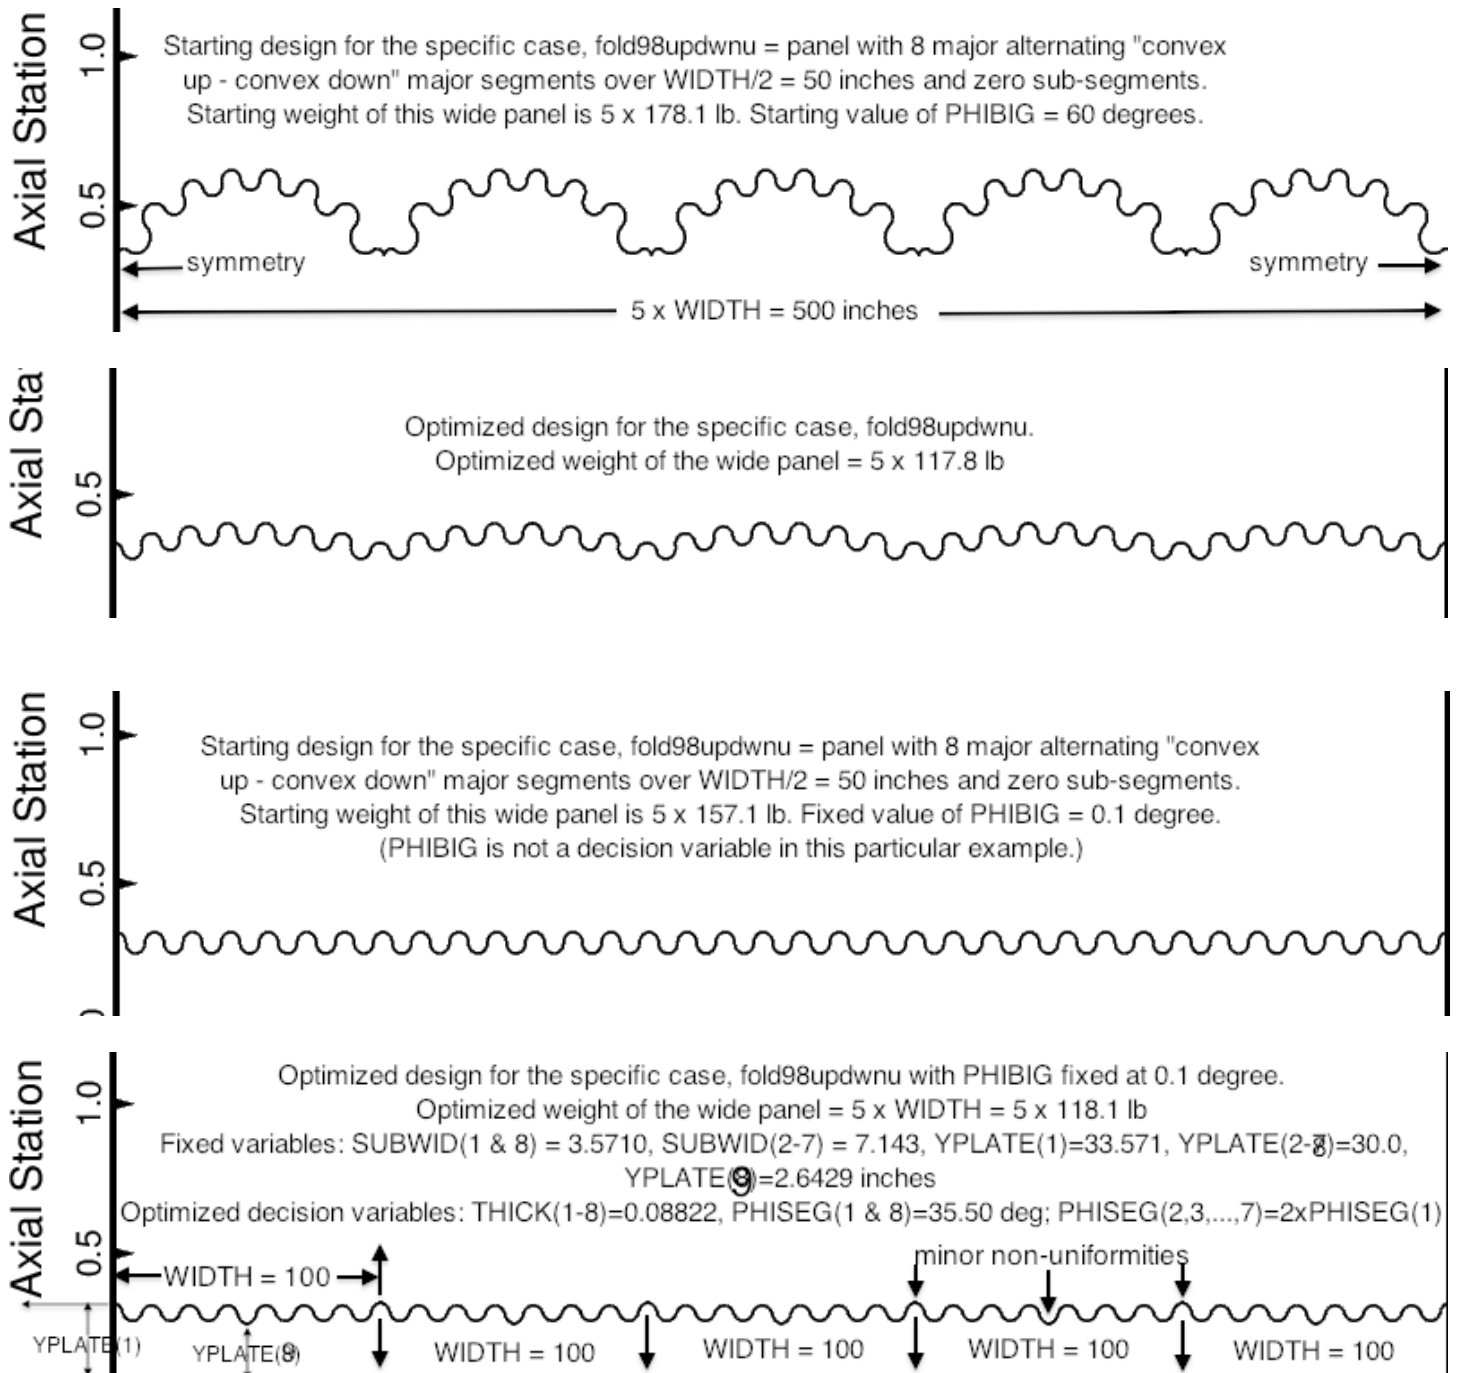 Axial Station
1.0
0.5
Starting design for the specific case, fold98updwnu = panel with 8 major alternating "convex
up - convex down" major segments over WIDTH/2 = 50 inches and zero sub-segments.
Starting weight of this wide panel is 5 x 178.1 lb. Starting value of PHIBIG = 60 degrees.
symmetry
symmetry
5 x WIDTH = 500 inches
Axial Sta
0.5
Optimized design for the specific case, fold98updwnu.
Optimized weight of the wide panel = 5 x 117.8 lb
Axial Station
1.0
0.5
Starting design for the specific case, fold98updwnu = panel with 8 major alternating "convex
up - convex down" major segments over WIDTH/2 = 50 inches and zero sub-segments.
Starting weight of this wide panel is 5 x 157.1 lb. Fixed value of PHIBIG = 0.1 degree.
(PHIBIG is not a decision variable in this particular example.)
Axial Station
1.0
0.5
Optimized design for the specific case, fold98updwnu with PHIBIG fixed at 0.1 degree.
Optimized weight of the wide panel = 5 x WIDTH = 5 x 118.1 lb
Fixed variables: SUBWID(1 & 8) = 3.5710, SUBWID(2-7) = 7.143, YPLATE(1)=33.571, YPLATE(2-8)=30.0,
YPLATE(9)=2.6429 inches
Optimized decision variables: THICK(1-8)=0.08822, PHISEG(1 & 8)=35.50 deg; PHISEG(2,3,...,7)=2xPHISEG(1)
minor non-uniformities
WIDTH = 100
YPLATE(1)
YPLATE(9)
WIDTH = 100
WIDTH = 100
WIDTH = 100
WIDTH = 100